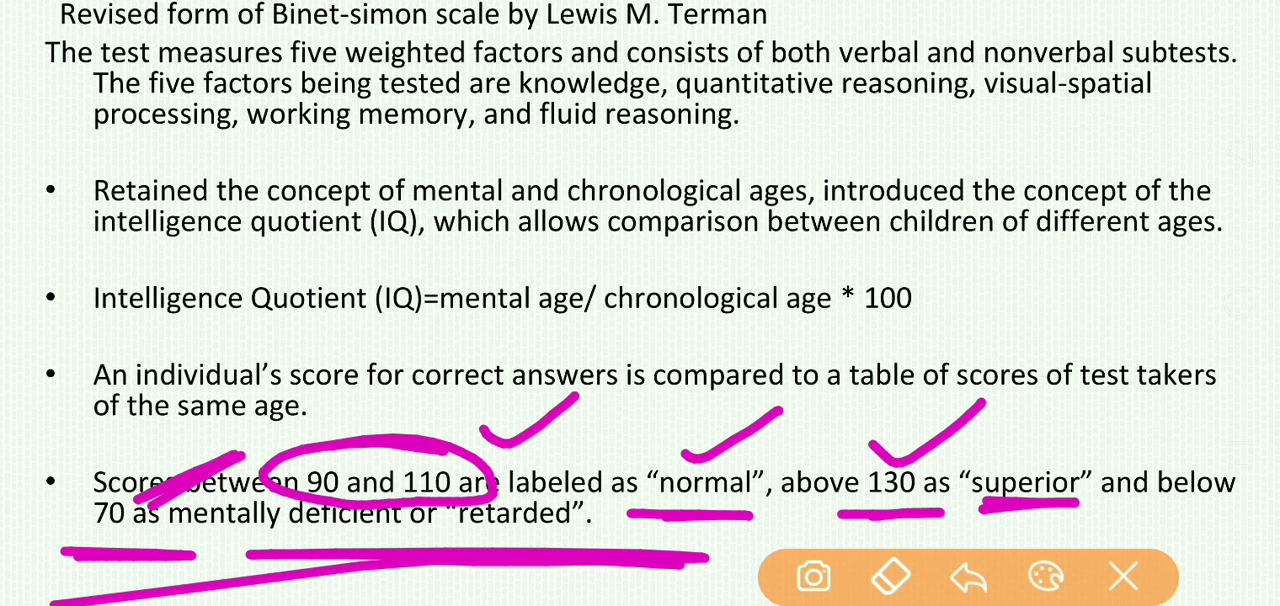 Revised form of Binet-simon scale by Lewis M. Terman
The test measures five weighted factors and consists of both verbal and nonverbal subtests.
The five factors being tested are knowledge, quantitative reasoning, visual-spatial
processing, working memory, and fluid reasoning.
• Retained the concept of mental and chronological ages, introduced the concept of the
intelligence quotient (IQ), which allows comparison between children of different ages.
• Intelligence Quotient (IQ)=mental age/ chronological age * 100
• An individual’s score for correct answers is compared to a table of scores of test takers
of the same age.
• Scores between 90 and 110 are labeled as “normal”, above 130 as “superior” and below
70 as mentally deficient or “retarded”.